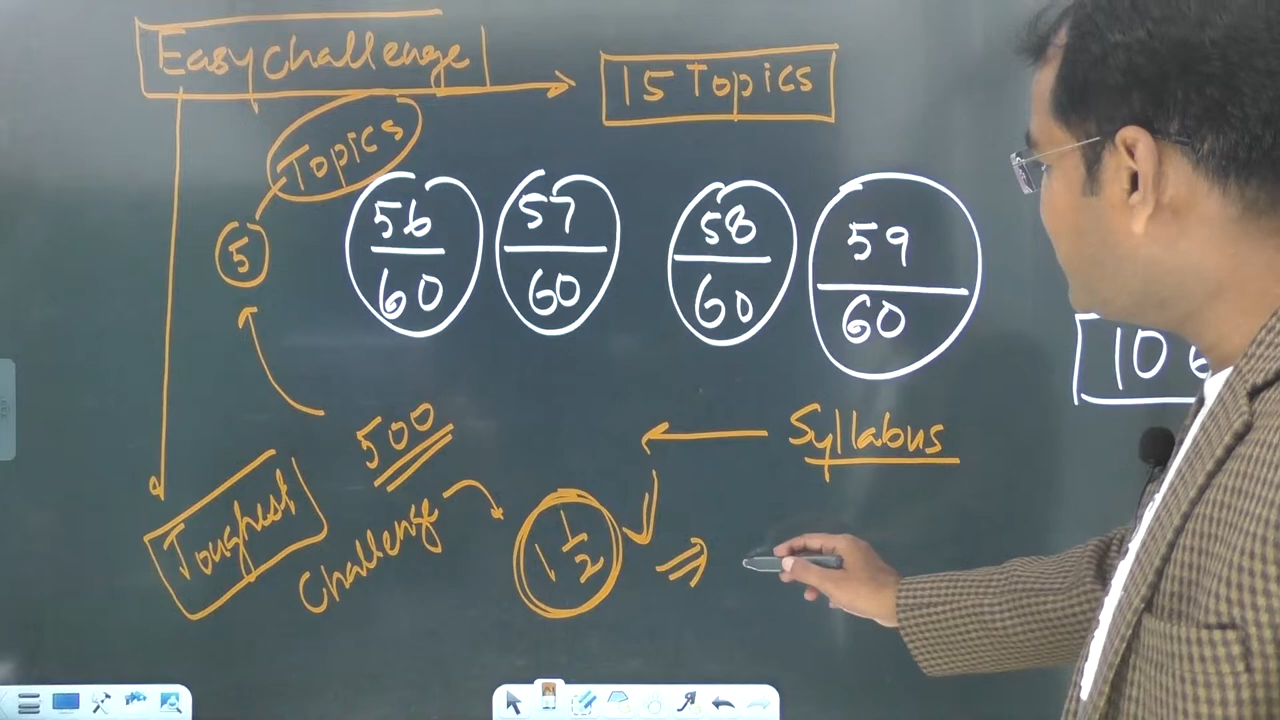 Easy challenge
15 Topics
Topics
5
56/60
57/60
58/60
59/60
10
500
Syllabus
Toughest
Challenge
1 1/2